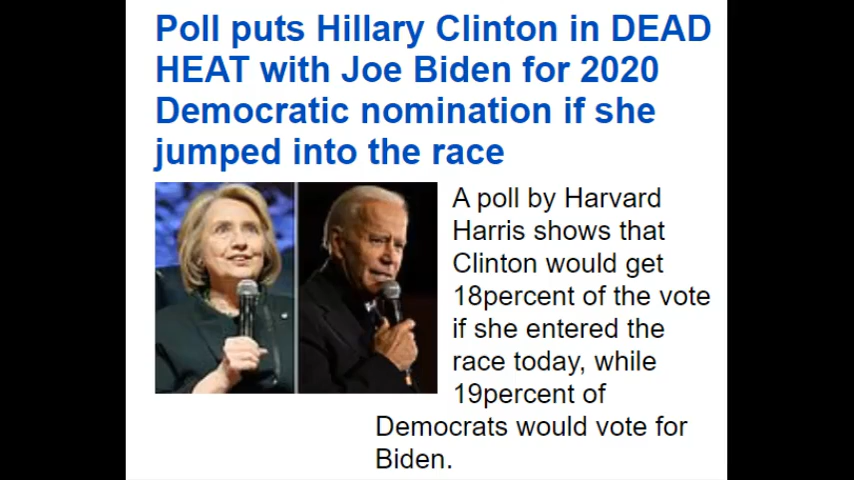 Poll puts Hillary Clinton in DEAD
HEAT with Joe Biden for 2020
Democratic nomination if she
jumped into the race
A poll by Harvard
Harris shows that
Clinton would get
18percent of the vote
if she entered the
race today, while
19percent of
Democrats would vote for
Biden.